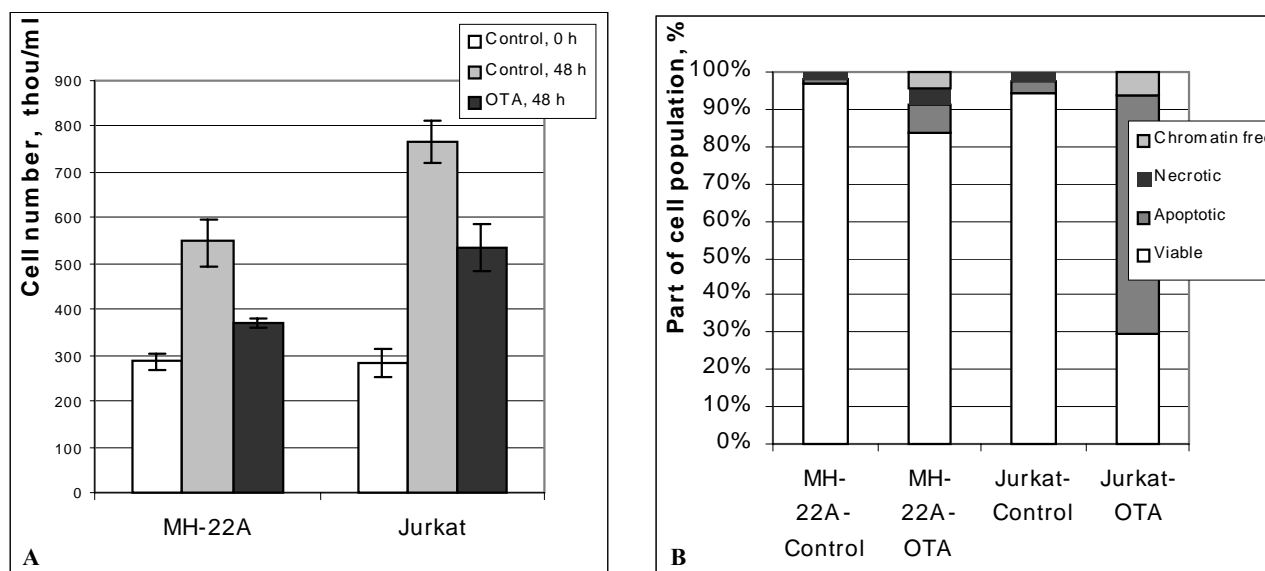 Control, 0 h
Control, 48 h
OTA, 48 h
Cell number, thou/ml
900
800
700
600
500
400
300
200
100
0
MH-22A
Jurkat
A
Part of cell population, %
100%
90%
80%
70%
60%
50%
40%
30%
20%
10%
0%
Chromatin free
Necrotic
Apoptotic
Viable
MH-
22A-
Control
MH-
22A-
OTA
Jurkat-
Control
Jurkat-
OTA
B